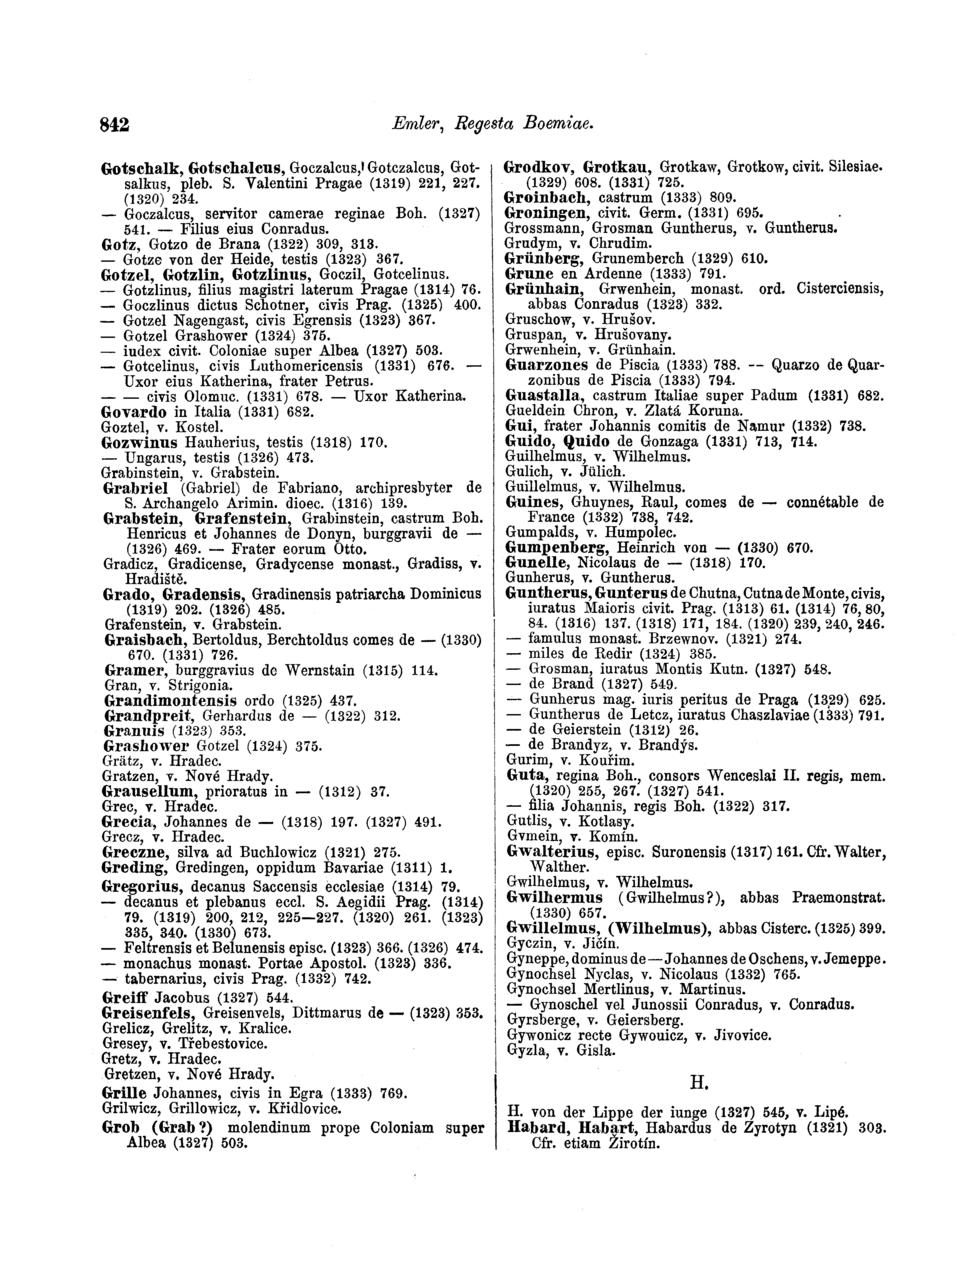 842
Emler, Regesta Boemiae.
Gotschalk, Gotschalcus, Goczalcus, Gotczalcus, Got-
salkus, pleb. S. Valentini Pragae (1319) 221, 227.
(1320) 234.
— Goczalcus, servitor camerae reginae Boh. (1327)
541. — Filius eius Conradus.
Gotz, Gotzo de Brana (1322) 309, 313.
— Gotze von der Heide, testis (1323) 367.
Gotzel, Gotzlin, Gotzlinus, Goczil, Gotcelinus.
— Gotzlinus, filius magistri laterum Pragae (1314) 76.
— Goczlinus dictus Schotner, civis Prag. (1325) 400.
— Gotzel Nagengast, civis Egrensis (1323) 367.
— Gotzel Grashower (1324) 375.
— iudex civit. Coloniae super Albea (1327) 503.
— Gotcelinus, civis Luthomericensis (1331) 676. —
Uxor eius Katherina, frater Petrus.
— — civis Olomuc. (1331) 678. — Uxor Katherina.
Govardo in Italia (1331) 682.
Goztel, v. Kostel.
Gozwinus Hauherius, testis (1318) 170.
— Ungarus, testis (1326) 473.
Grabinstein, v. Grabstein.
Grabriel (Gabriel) de Fabriano, archipresbyter de
S. Archangelo Arimin. dioec. (1316) 139.
Grabstein, Grafenstein, Grabinstein, castrum Boh.
Henricus et Johannes de Donyn, burggravii de —
(1326) 469. — Frater eorum Otto.
Gradicz, Gradicense, Gradycense monast., Gradiss, v.
Hradiště.
Grado, Gradensis, Gradinensis patriarcha Dominicus
(1319) 202. (1326) 485.
Grafenstein, v. Grabstein.
Graisbach, Bertoldus, Berchtoldus comes de — (1330)
670. (1331) 726.
Gramer, burggravius de Wernstain (1315) 114.
Gran, v. Strigonia.
Grandimontensis ordo (1325) 437.
Grandpreit, Gerhardus de — (1322) 312.
Granuis (1323) 353.
Grashower Gotzel (1324) 375.
Grätz, v. Hradec.
Gratzen, v. Nové Hrady.
Grausellum, prioratus in — (1312) 37.
Grec, v. Hradec.
Grecia, Johannes de — (1318) 197. (1327) 491.
Grecz, v. Hradec.
Greczne, silva ad Buchlowicz (1321) 275.
Greding, Gredingen, oppidum Bavariae (1311) 1.
Gregorius, decanus Saccensis ecclesiae (1314) 79.
— decanus et plebanus eccl. S. Aegidii Prag. (1314)
79. (1319) 200, 212, 225—227. (1320) 261. (1323)
335, 340. (1330) 673.
— Feltrensis et Belunensis episc. (1323) 366. (1326) 474.
— monachus monast. Portae Apostol. (1323) 336.
— tabernarius, civis Prag. (1332) 742.
Greiff Jacobus (1327) 544.
Greisenfels, Greisenvels, Dittmarus de — (1323) 353.
Grelicz, Grelitz, v. Kralice.
Gresey, v. Třebestovice.
Gretz, v. Hradec.
Gretzen, v. Nové Hrady.
Grille Johannes, civis in Egra (1333) 769.
Grilwicz, Grillowicz, v. Křidlovice.
Grob (Grab?) molendinum prope Coloniam super
Albea (1327) 503.
Grodkov, Grotkau, Grotkaw, Grotkow, civit. Silesiae.
(1329) 608. (1331) 725.
Groinbach, castrum (1333) 809.
Groningen, civit. Germ. (1331) 695.
Grossmann, Grosman Guntherus, v. Guntherus.
Grudym, v. Chrudim.
Grünberg, Grunemberch (1329) 610.
Grune en Ardenne (1333) 791.
Grünhain, Grwenhein, monast. ord. Cisterciensis,
abbas Conradus (1323) 332.
Gruschow, v. Hrušov.
Gruspan, v. Hrušovany.
Grwenhein, v. Grünhain.
Guarzones de Piscia (1333) 788. -- Quarzo de Quar-
zonibus de Piscia (1333) 794.
Guastalla, castrum Italiae super Padum (1331) 682.
Gueldein Chron, v. Zlatá Koruna.
Gui, frater Johannis comitis de Namur (1332) 738.
Guido, Quido de Gonzaga (1331) 713, 714.
Guilhelmus, v. Wilhelmus.
Gulich, v. Jülich.
Guillelmus, v. Wilhelmus.
Guines, Ghuynes, Raul, comes de — connétable de
France (1332) 738, 742.
Gumpalds, v. Humpolec.
Gumpenberg, Heinrich von — (1330) 670.
Gunelle, Nicolaus de — (1318) 170.
Gunherus, v. Guntherus.
Guntherus, Gunterus de Chutna, Cutna de Monte, civis,
iuratus Maioris civit. Prag. (1313) 61. (1314) 76, 80,
84. (1316) 137. (1318) 171, 184. (1320) 239, 240, 246.
— famulus monast. Brzewnov. (1321) 274.
— miles de Redir (1324) 385.
— Grosman, iuratus Montis Kutn. (1327) 548.
— de Brand (1327) 549.
— Gunherus mag. iuris peritus de Praga (1329) 625.
— Guntherus de Letcz, iuratus Chaszlaviae (1333) 791.
— de Geierstein (1312) 26.
— de Brandyz, v. Brandýs.
Gurim, v. Kouřim.
Guta, regina Boh., consors Wenceslai II. regis, mem.
(1320) 255, 267. (1327) 541.
— filia Johannis, regis Boh. (1322) 317.
Gutlis, v. Kotlasy.
Gvmein, v. Komín.
Gwalterius, episc. Suronensis (1317) 161. Cfr. Walter,
Walther.
Gwilhelmus, v. Wilhelmus.
Gwilhermus (Gwilhelmus?), abbas Praemonstrat.
(1330) 657.
Gwillelmus, (Wilhelmus), abbas Cisterc. (1325) 399.
Gyczin, v. Jičín.
Gyneppe, dominus de — Johannes de Oschens, v. Jemeppe.
Gynochsel Nyclas, v. Nicolaus (1332) 765.
Gynochsel Mertlinus, v. Martinus.
— Gynoschel vel Junossii Conradus, v. Conradus.
Gyrsberge, v. Geiersberg.
Gywonicz recte Gywouicz, v. Jivovice.
Gyzla, v. Gisla.
H.
H. von der Lippe der iunge (1327) 545, v. Lipé.
Habard, Habart, Habardus de Zyrotyn (1321) 303.
Cfr. etiam Žirotín.